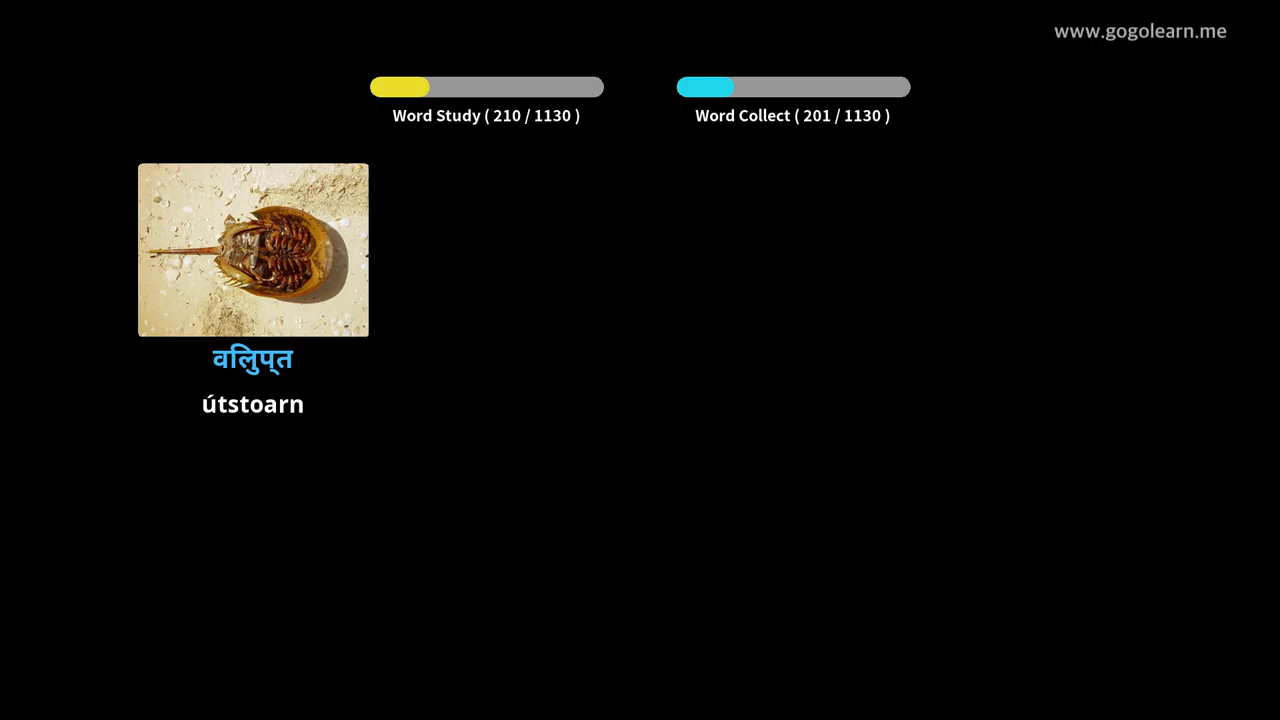 www.gogolearn.me
Word Study ( 210 / 1130 )
Word Collect ( 201 / 1130 )
विलुप्त
útstoarn